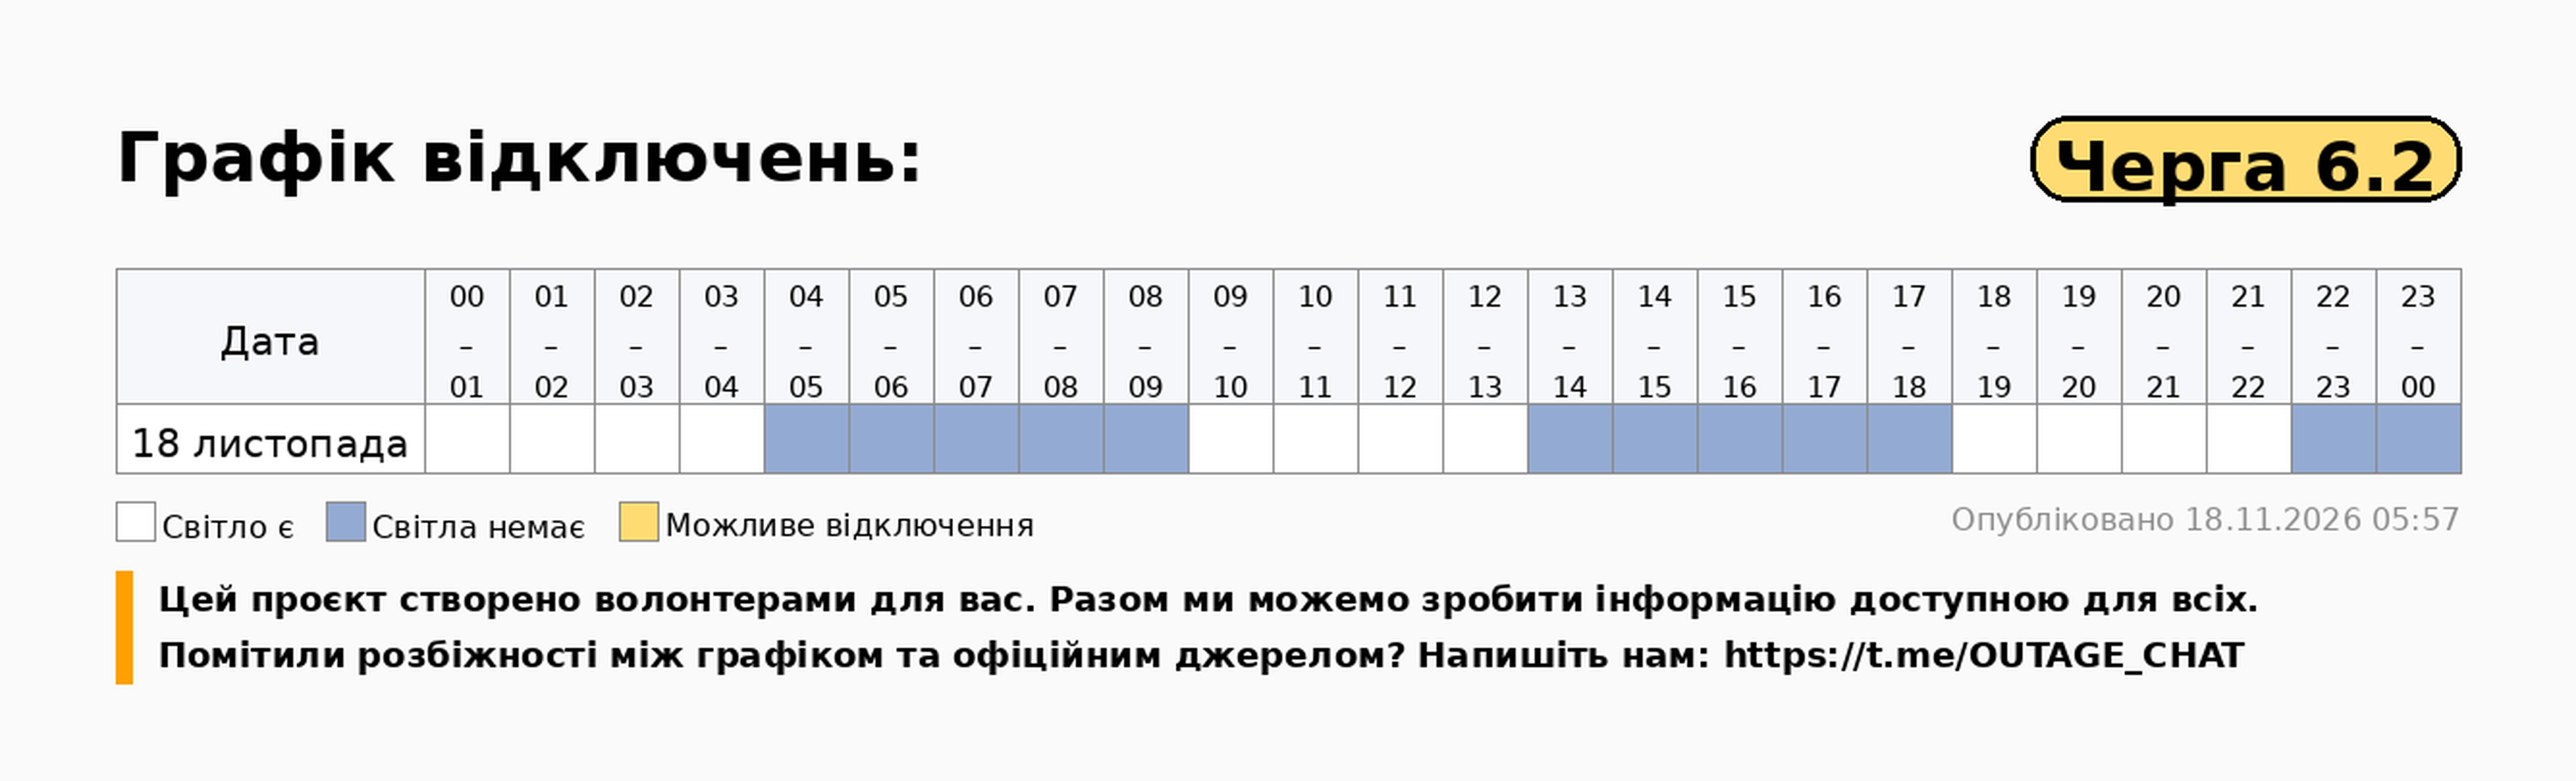 Графік відключень:
Черга 6.2
Дата
00 – 01
01 – 02
02 – 03
03 – 04
04 – 05
05 – 06
06 – 07
07 – 08
08 – 09
09 – 10
10 – 11
11 – 12
12 – 13
13 – 14
14 – 15
15 – 16
16 – 17
17 – 18
18 – 19
19 – 20
20 – 21
21 – 22
22 – 23
23 – 00
18 листопада
Світло є
Світла немає
Можливе відключення
Опубліковано 18.11.2026 05:57
Цей проєкт створено волонтерами для вас. Разом ми можемо зробити інформацію доступною для всіх.
Помітили розбіжності між графіком та офіційним джерелом? Напишіть нам: https://t.me/OUTAGE_CHAT